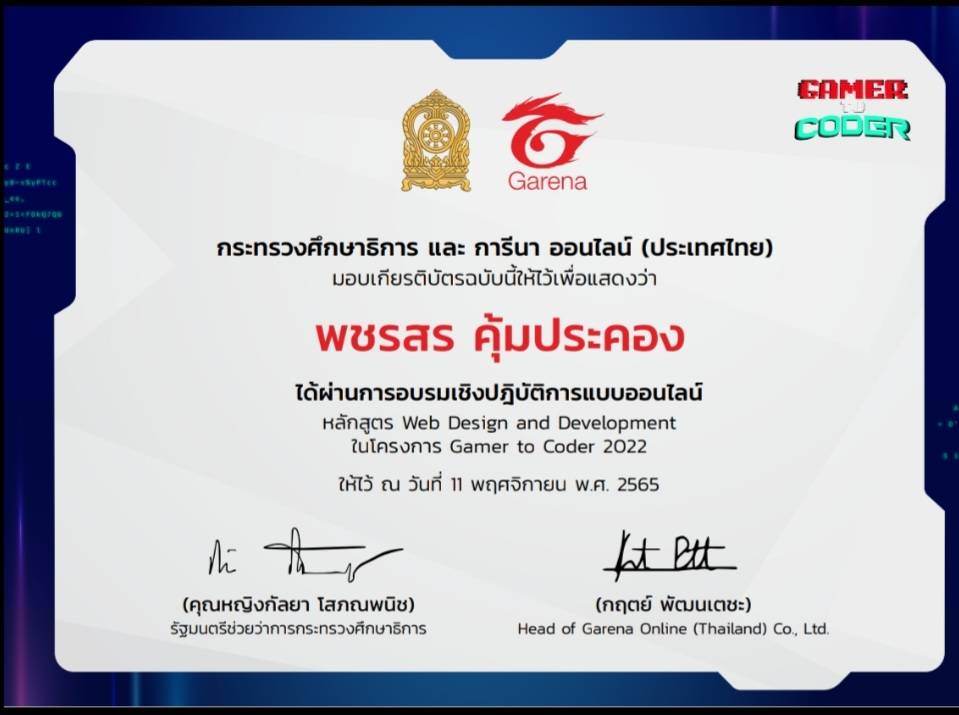 GAMER
TO
CODER
Garena
กระทรวงศึกษาธิการ และ การีนา ออนไลน์ (ประเทศไทย)
มอบเกียรติบัตรฉบับนี้ให้ไว้เพื่อแสดงว่า
พชรสร คุ้มประคอง
ได้ผ่านการอบรมเชิงปฏิบัติการแบบออนไลน์
หลักสูตร Web Design and Development
ในโครงการ Gamer to Coder 2022
ให้ไว้ ณ วันที่ 11 พฤศจิกายน พ.ศ. 2565
(คุณหญิงกัลยา โสภณพนิช)
รัฐมนตรีช่วยว่าการกระทรวงศึกษาธิการ
(กฤตย์ พัฒนเตชะ)
Head of Garena Online (Thailand) Co., Ltd.